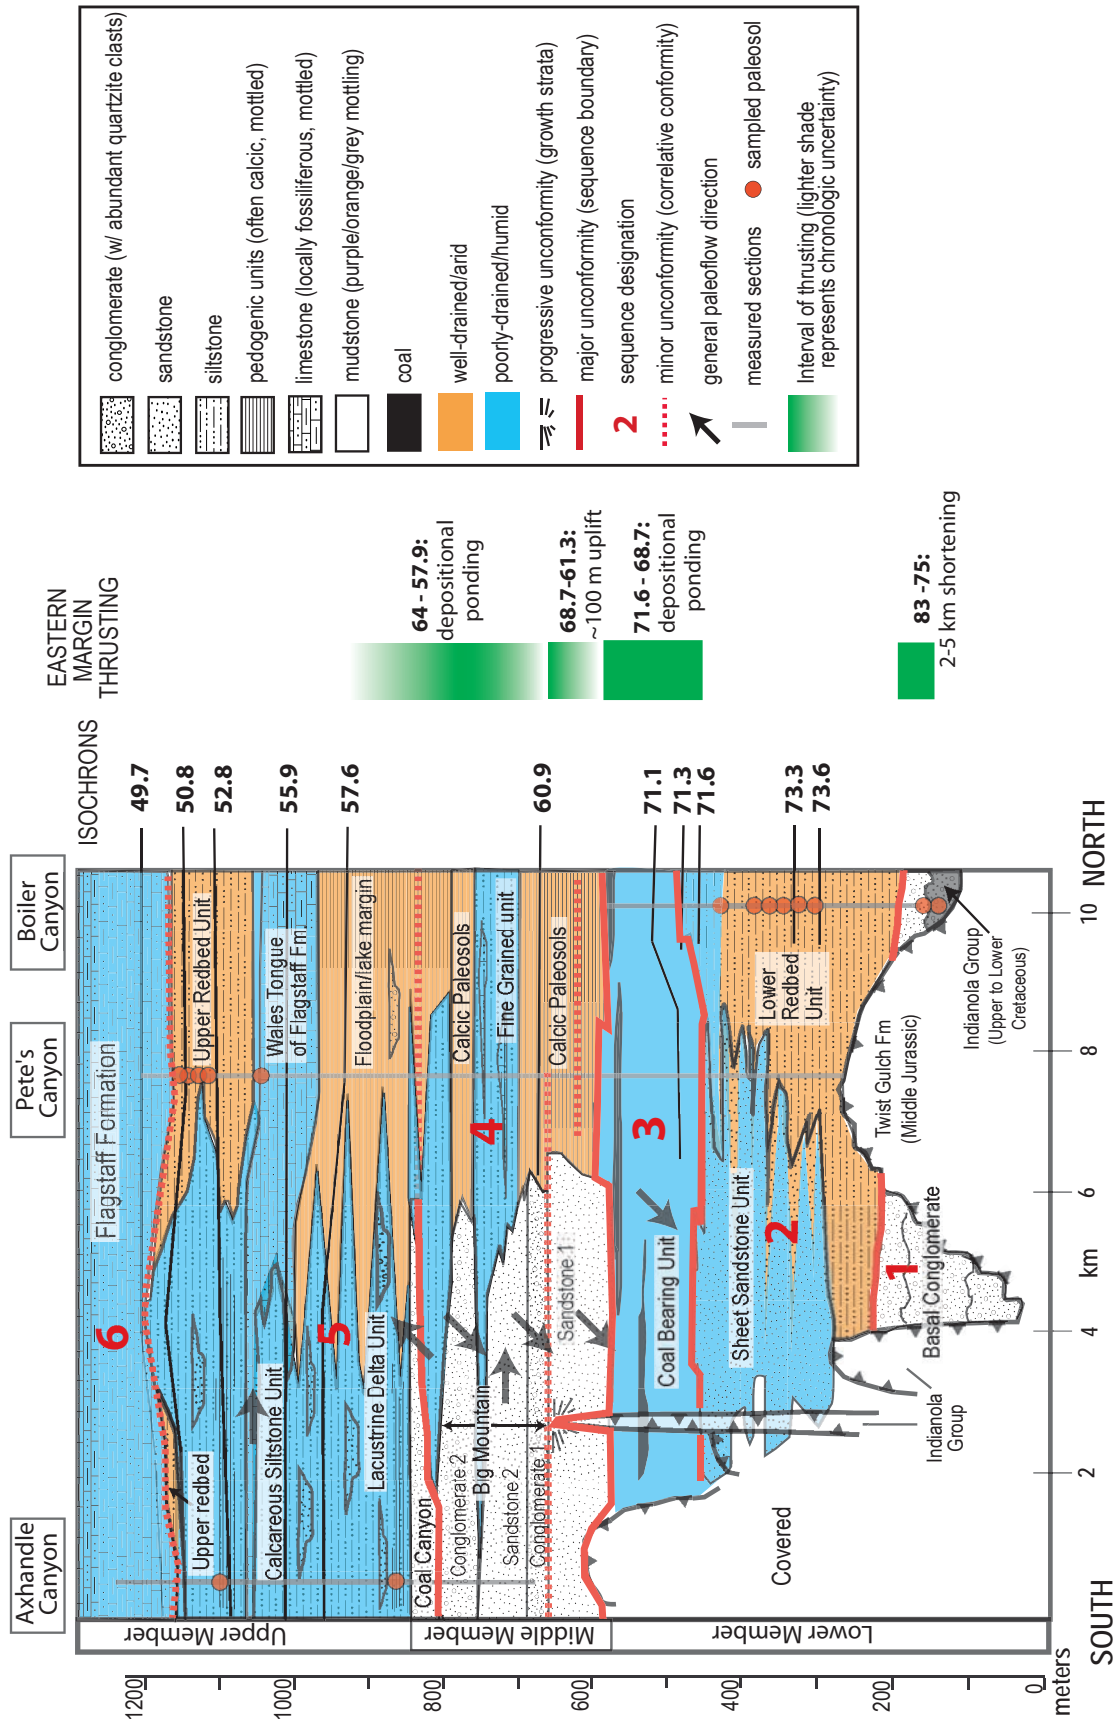 Axhandle
Canyon
Pete's
Canyon
Boiler
Canyon
ISOCHRONS
EASTERN
MARGIN
THRUSTING
Upper Member
Middle Member
Lower Member
1200
1000
800
600
400
200
0
meters
Flagstaff Formation
6
Upper redbed
Upper Redbed Unit
Calcareous Siltstone Unit
Wales Tongue
of Flagstaff Fm
5
Lacustrine Delta Unit
Floodplain/lake margin
Coal Canyon
Conglomerate 2
Big Mountain
Sandstone 2
Conglomerate 1
Calcic Paleosols
4
Fine Grained unit
Sandstone 1
Calcic Paleosols
3
Coal Bearing Unit
Sheet Sandstone Unit
2
Lower
Redbed
Unit
1
Basal Conglomerate
Twist Gulch Fm
(Middle Jurassic)
Indianola Group
(Upper to Lower
Cretaceous)
Indianola
Group
Covered
49.7
50.8
52.8
55.9
57.6
60.9
71.1
71.3
71.6
73.3
73.6
64 - 57.9:
depositional
ponding
68.7-61.3:
~100 m uplift
71.6 - 68.7:
depositional
ponding
83 -75:
2-5 km shortening
SOUTH
2
4
km
6
8
10
NORTH
conglomerate (w/ abundant quartzite clasts)
sandstone
siltstone
pedogenic units (often calcic, mottled)
limestone (locally fossiliferous, mottled)
mudstone (purple/orange/grey mottling)
coal
well-drained/arid
poorly-drained/humid
progressive unconformity (growth strata)
major unconformity (sequence boundary)
2 sequence designation
minor unconformity (correlative conformity)
general paleoflow direction
measured sections
sampled paleosol
Interval of thrusting (lighter shade
represents chronologic uncertainty)